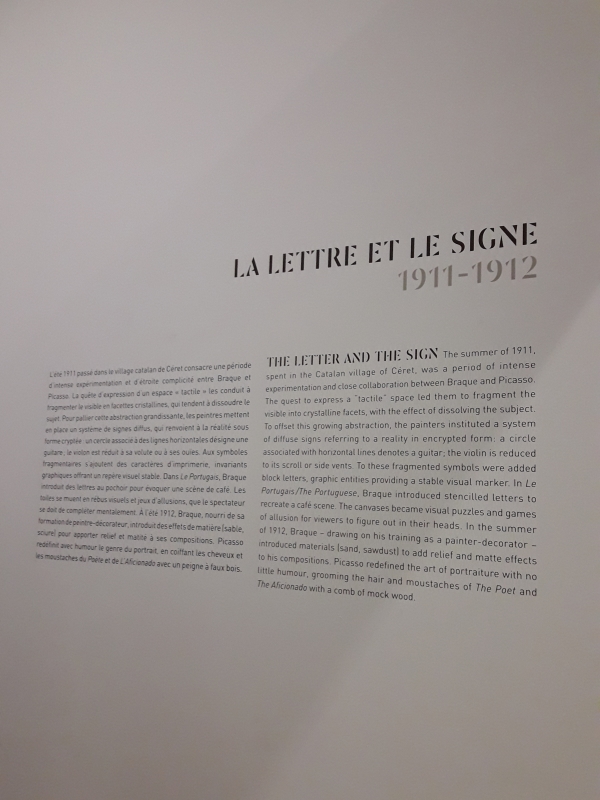 LA LETTRE ET LE SIGNE
1911-1912
L'été 1911 passé dans le village catalan de Céret consacre une période
d'intense expérimentation et d'étroite complicité entre Braque et
Picasso. La quête d'expression d'un espace « tactile » les conduit à
fragmenter le visible en facettes cristallines, qui tendent à dissoudre le
sujet. Pour pallier cette abstraction grandissante, les peintres mettent
en place un système de signes diffus, qui renvoient à la réalité sous
forme cryptée : un cercle associé à des lignes horizontales désigne une
guitare ; le violon est réduit à sa volute ou à ses ouïes. Aux symboles
fragmentaires s'ajoutent des caractères d'imprimerie, invariants
graphiques offrant un repère visuel stable. Dans Le Portugais, Braque
introduit des lettres au pochoir pour évoquer une scène de café. Les
toiles se muent en rébus visuels et jeux d'allusions, que le spectateur
se doit de compléter mentalement. À l'été 1912, Braque, nourri de sa
formation de peintre-décorateur, introduit des effets de matière (sable,
sciure) pour apporter relief et matité à ses compositions. Picasso
redéfinit avec humour le genre du portrait, en coiffant les cheveux et
les moustaches du Poète et de L'Aficionado avec un peigne à faux bois.
THE LETTER AND THE SIGN The summer of 1911,
spent in the Catalan village of Céret, was a period of intense
experimentation and close collaboration between Braque and Picasso.
The quest to express a "tactile" space led them to fragment the
visible into crystalline facets, with the effect of dissolving the subject.
To offset this growing abstraction, the painters instituted a system
of diffuse signs referring to a reality in encrypted form: a circle
associated with horizontal lines denotes a guitar; the violin is reduced
to its scroll or side vents. To these fragmented symbols were added
block letters, graphic entities providing a stable visual marker. In Le
Portugais/The Portuguese, Braque introduced stencilled letters to
recreate a café scene. The canvases became visual puzzles and games
of allusion for viewers to figure out in their heads. In the summer
of 1912, Braque – drawing on his training as a painter-decorator –
introduced materials (sand, sawdust) to add relief and matte effects
to his compositions. Picasso redefined the art of portraiture with no
little humour, grooming the hair and moustaches of The Poet and
The Aficionado with a comb of mock wood.